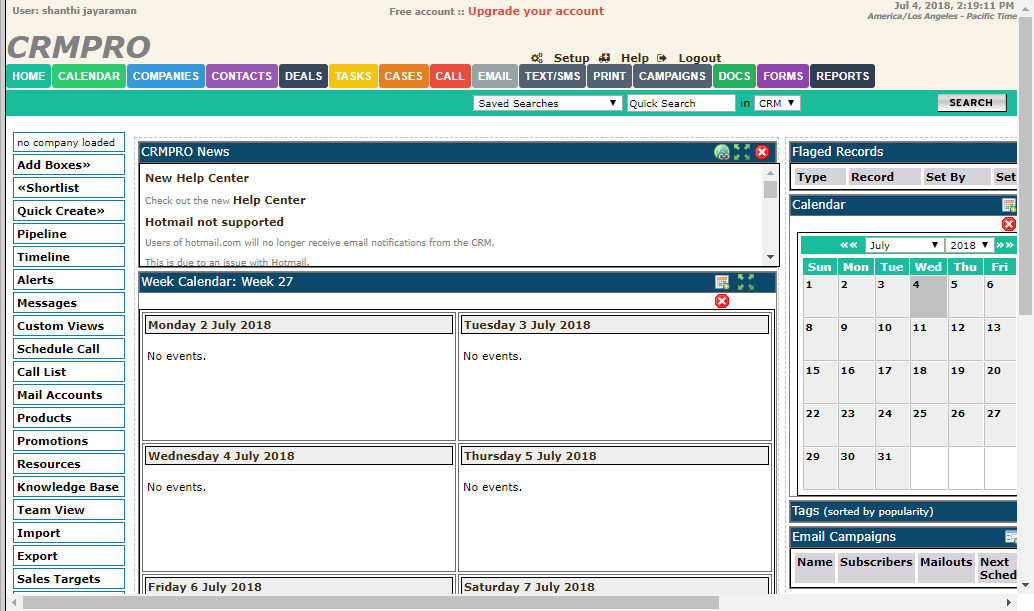 User: shanthi jayaraman
Free account :: Upgrade your account
Jul 4, 2018, 2:19:11 PM
America/Los Angeles - Pacific Time
CRMPRO
Setup Help Logout
HOME CALENDAR COMPANIES CONTACTS DEALS TASKS CASES CALL EMAIL TEXT/SMS PRINT CAMPAIGNS DOCS FORMS REPORTS
Saved Searches Quick Search in CRM SEARCH
no company loaded
Add Boxes»
«Shortlist
Quick Create»
Pipeline
Timeline
Alerts
Messages
Custom Views
Schedule Call
Call List
Mail Accounts
Products
Promotions
Resources
Knowledge Base
Team View
Import
Export
Sales Targets
CRMPRO News
New Help Center
Check out the new Help Center
Hotmail not supported
Users of hotmail.com will no longer receive email notifications from the CRM.
This is due to an issue with Hotmail.
Week Calendar: Week 27
Monday 2 July 2018 Tuesday 3 July 2018
No events. No events.
Wednesday 4 July 2018 Thursday 5 July 2018
No events. No events.
Friday 6 July 2018 Saturday 7 July 2018
Flaged Records
Type Record Set By Set
Calendar
«« July 2018 »»
Sun Mon Tue Wed Thu Fri
1 2 3 4 5 6
8 9 10 11 12 13
15 16 17 18 19 20
22 23 24 25 26 27
29 30 31
Tags (sorted by popularity)
Email Campaigns
Name Subscribers Mailouts Next
Sched